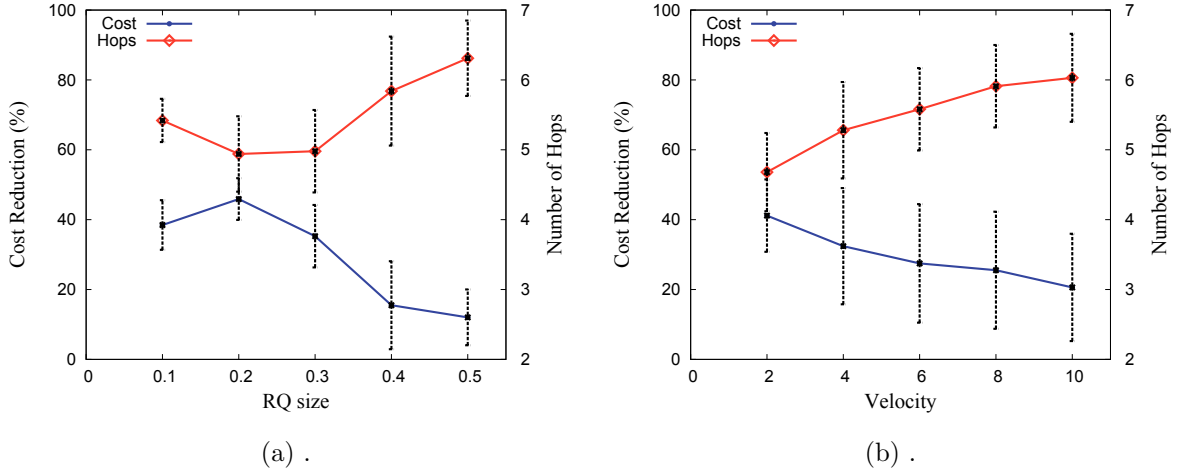 Cost
Hops
100
80
60
40
20
0
Cost Reduction (%)
7
6
5
4
3
2
Number of Hops
0 0.1 0.2 0.3 0.4 0.5
RQ size
(a) .
Cost
Hops
100
80
60
40
20
0
Cost Reduction (%)
7
6
5
4
3
2
Number of Hops
0 2 4 6 8 10
Velocity
(b) .